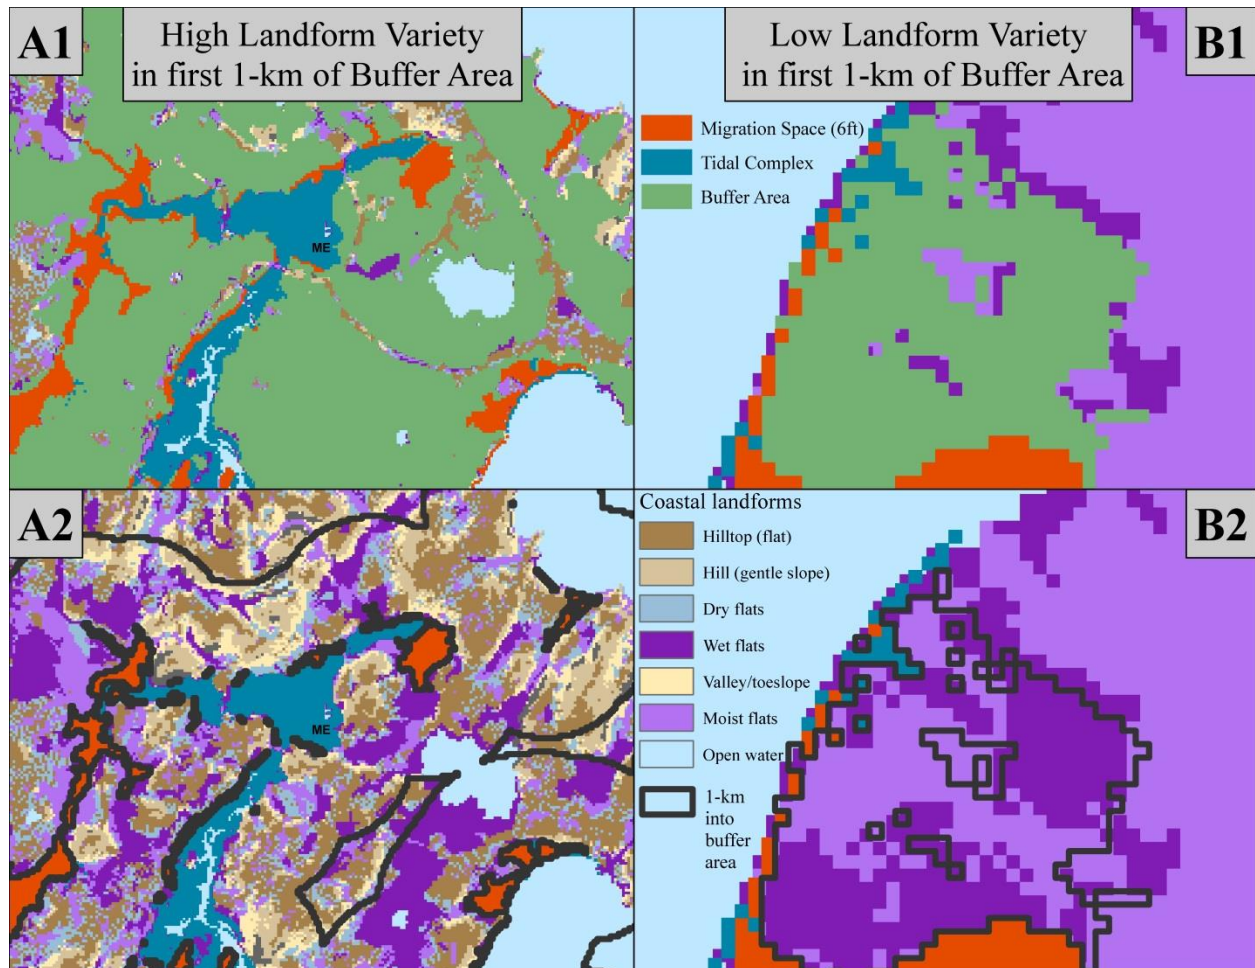 A1
High Landform Variety
in first 1-km of Buffer Area
Low Landform Variety
in first 1-km of Buffer Area
B1
Migration Space (6ft)
Tidal Complex
Buffer Area
ME
A2
Coastal landforms
Hilltop (flat)
Hill (gentle slope)
Dry flats
Wet flats
Valley/toeslope
Moist flats
Open water
1-km
into
buffer
area
B2
ME